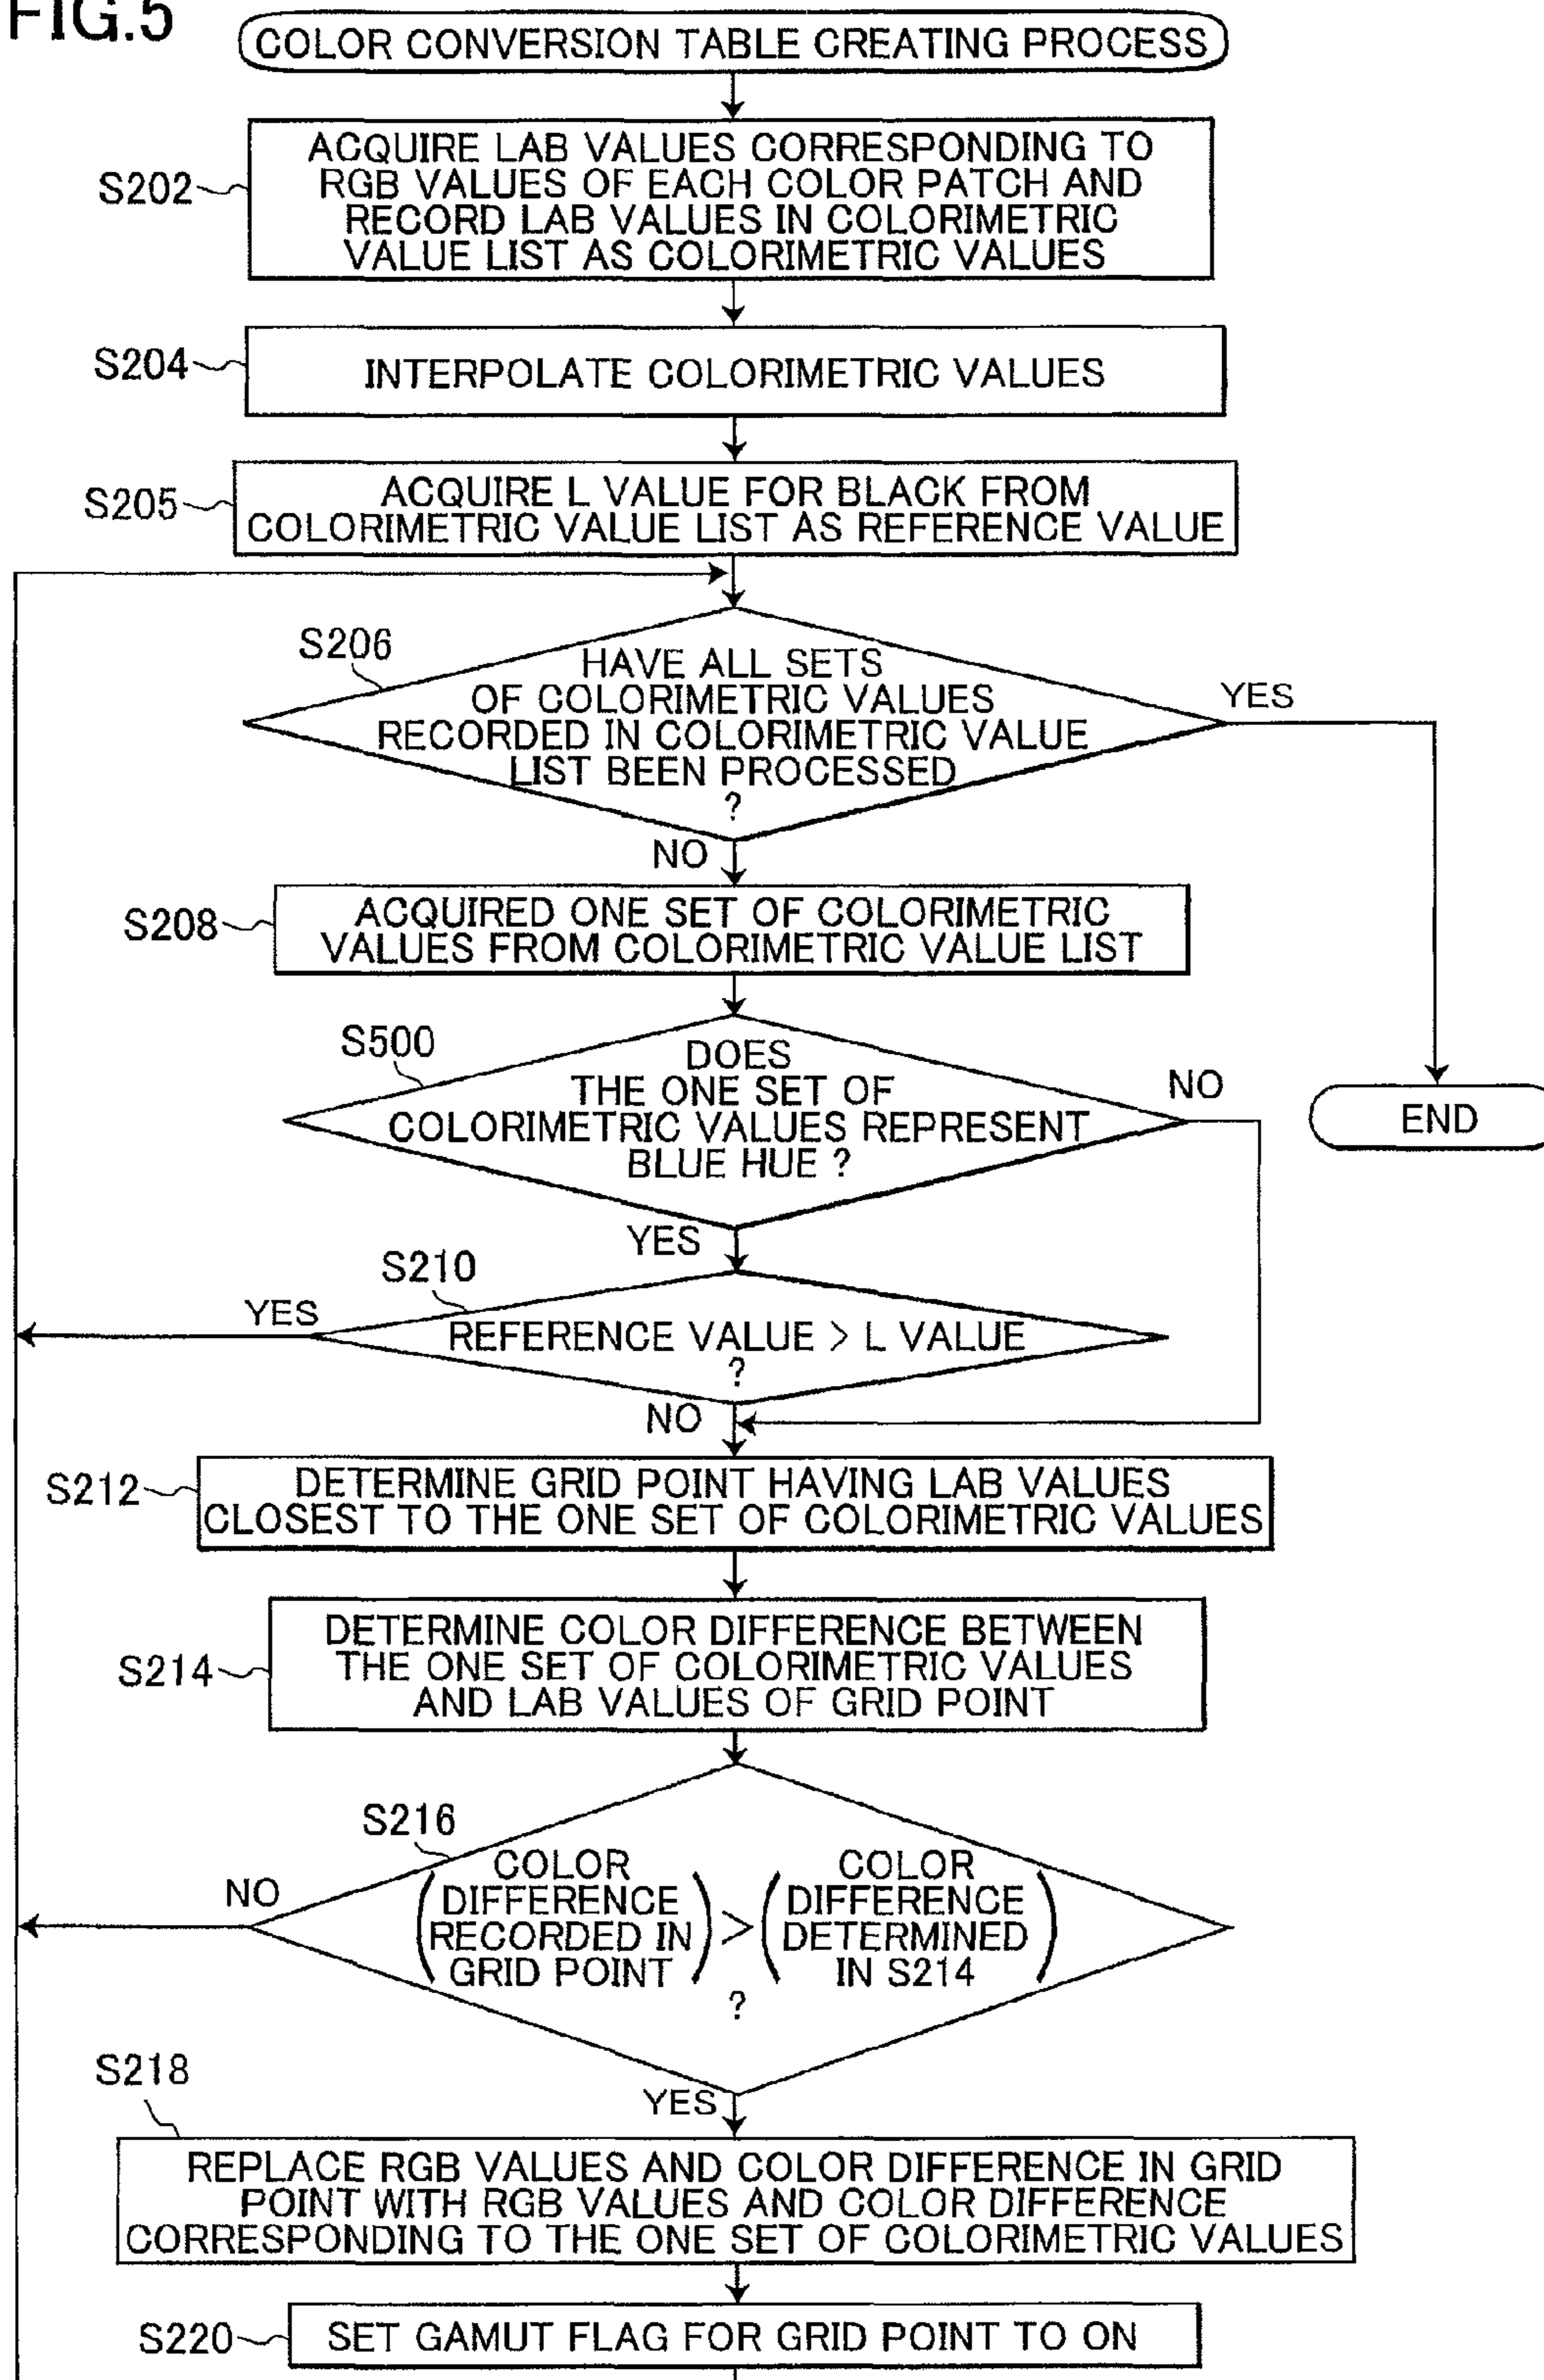 FIG.5
COLOR CONVERSION TABLE CREATING PROCESS
S202
ACQUIRE LAB VALUES CORRESPONDING TO
RGB VALUES OF EACH COLOR PATCH AND
RECORD LAB VALUES IN COLORIMETRIC
VALUE LIST AS COLORIMETRIC VALUES
S204
INTERPOLATE COLORIMETRIC VALUES
S205
ACQUIRE L VALUE FOR BLACK FROM
COLORIMETRIC VALUE LIST AS REFERENCE VALUE
S206
HAVE ALL SETS
OF COLORIMETRIC VALUES
RECORDED IN COLORIMETRIC VALUE
LIST BEEN PROCESSED
?
YES
NO
S208
ACQUIRED ONE SET OF COLORIMETRIC
VALUES FROM COLORIMETRIC VALUE LIST
S500
DOES
THE ONE SET OF
COLORIMETRIC VALUES REPRESENT
BLUE HUE ?
NO
END
YES
S210
YES
REFERENCE VALUE > L VALUE
?
NO
S212
DETERMINE GRID POINT HAVING LAB VALUES
CLOSEST TO THE ONE SET OF COLORIMETRIC VALUES
S214
DETERMINE COLOR DIFFERENCE BETWEEN
THE ONE SET OF COLORIMETRIC VALUES
AND LAB VALUES OF GRID POINT
S216
NO
(COLOR
DIFFERENCE
RECORDED IN
GRID POINT)
>
(COLOR
DIFFERENCE
DETERMINED
IN S214)
?
YES
S218
REPLACE RGB VALUES AND COLOR DIFFERENCE IN GRID
POINT WITH RGB VALUES AND COLOR DIFFERENCE
CORRESPONDING TO THE ONE SET OF COLORIMETRIC VALUES
S220
SET GAMUT FLAG FOR GRID POINT TO ON